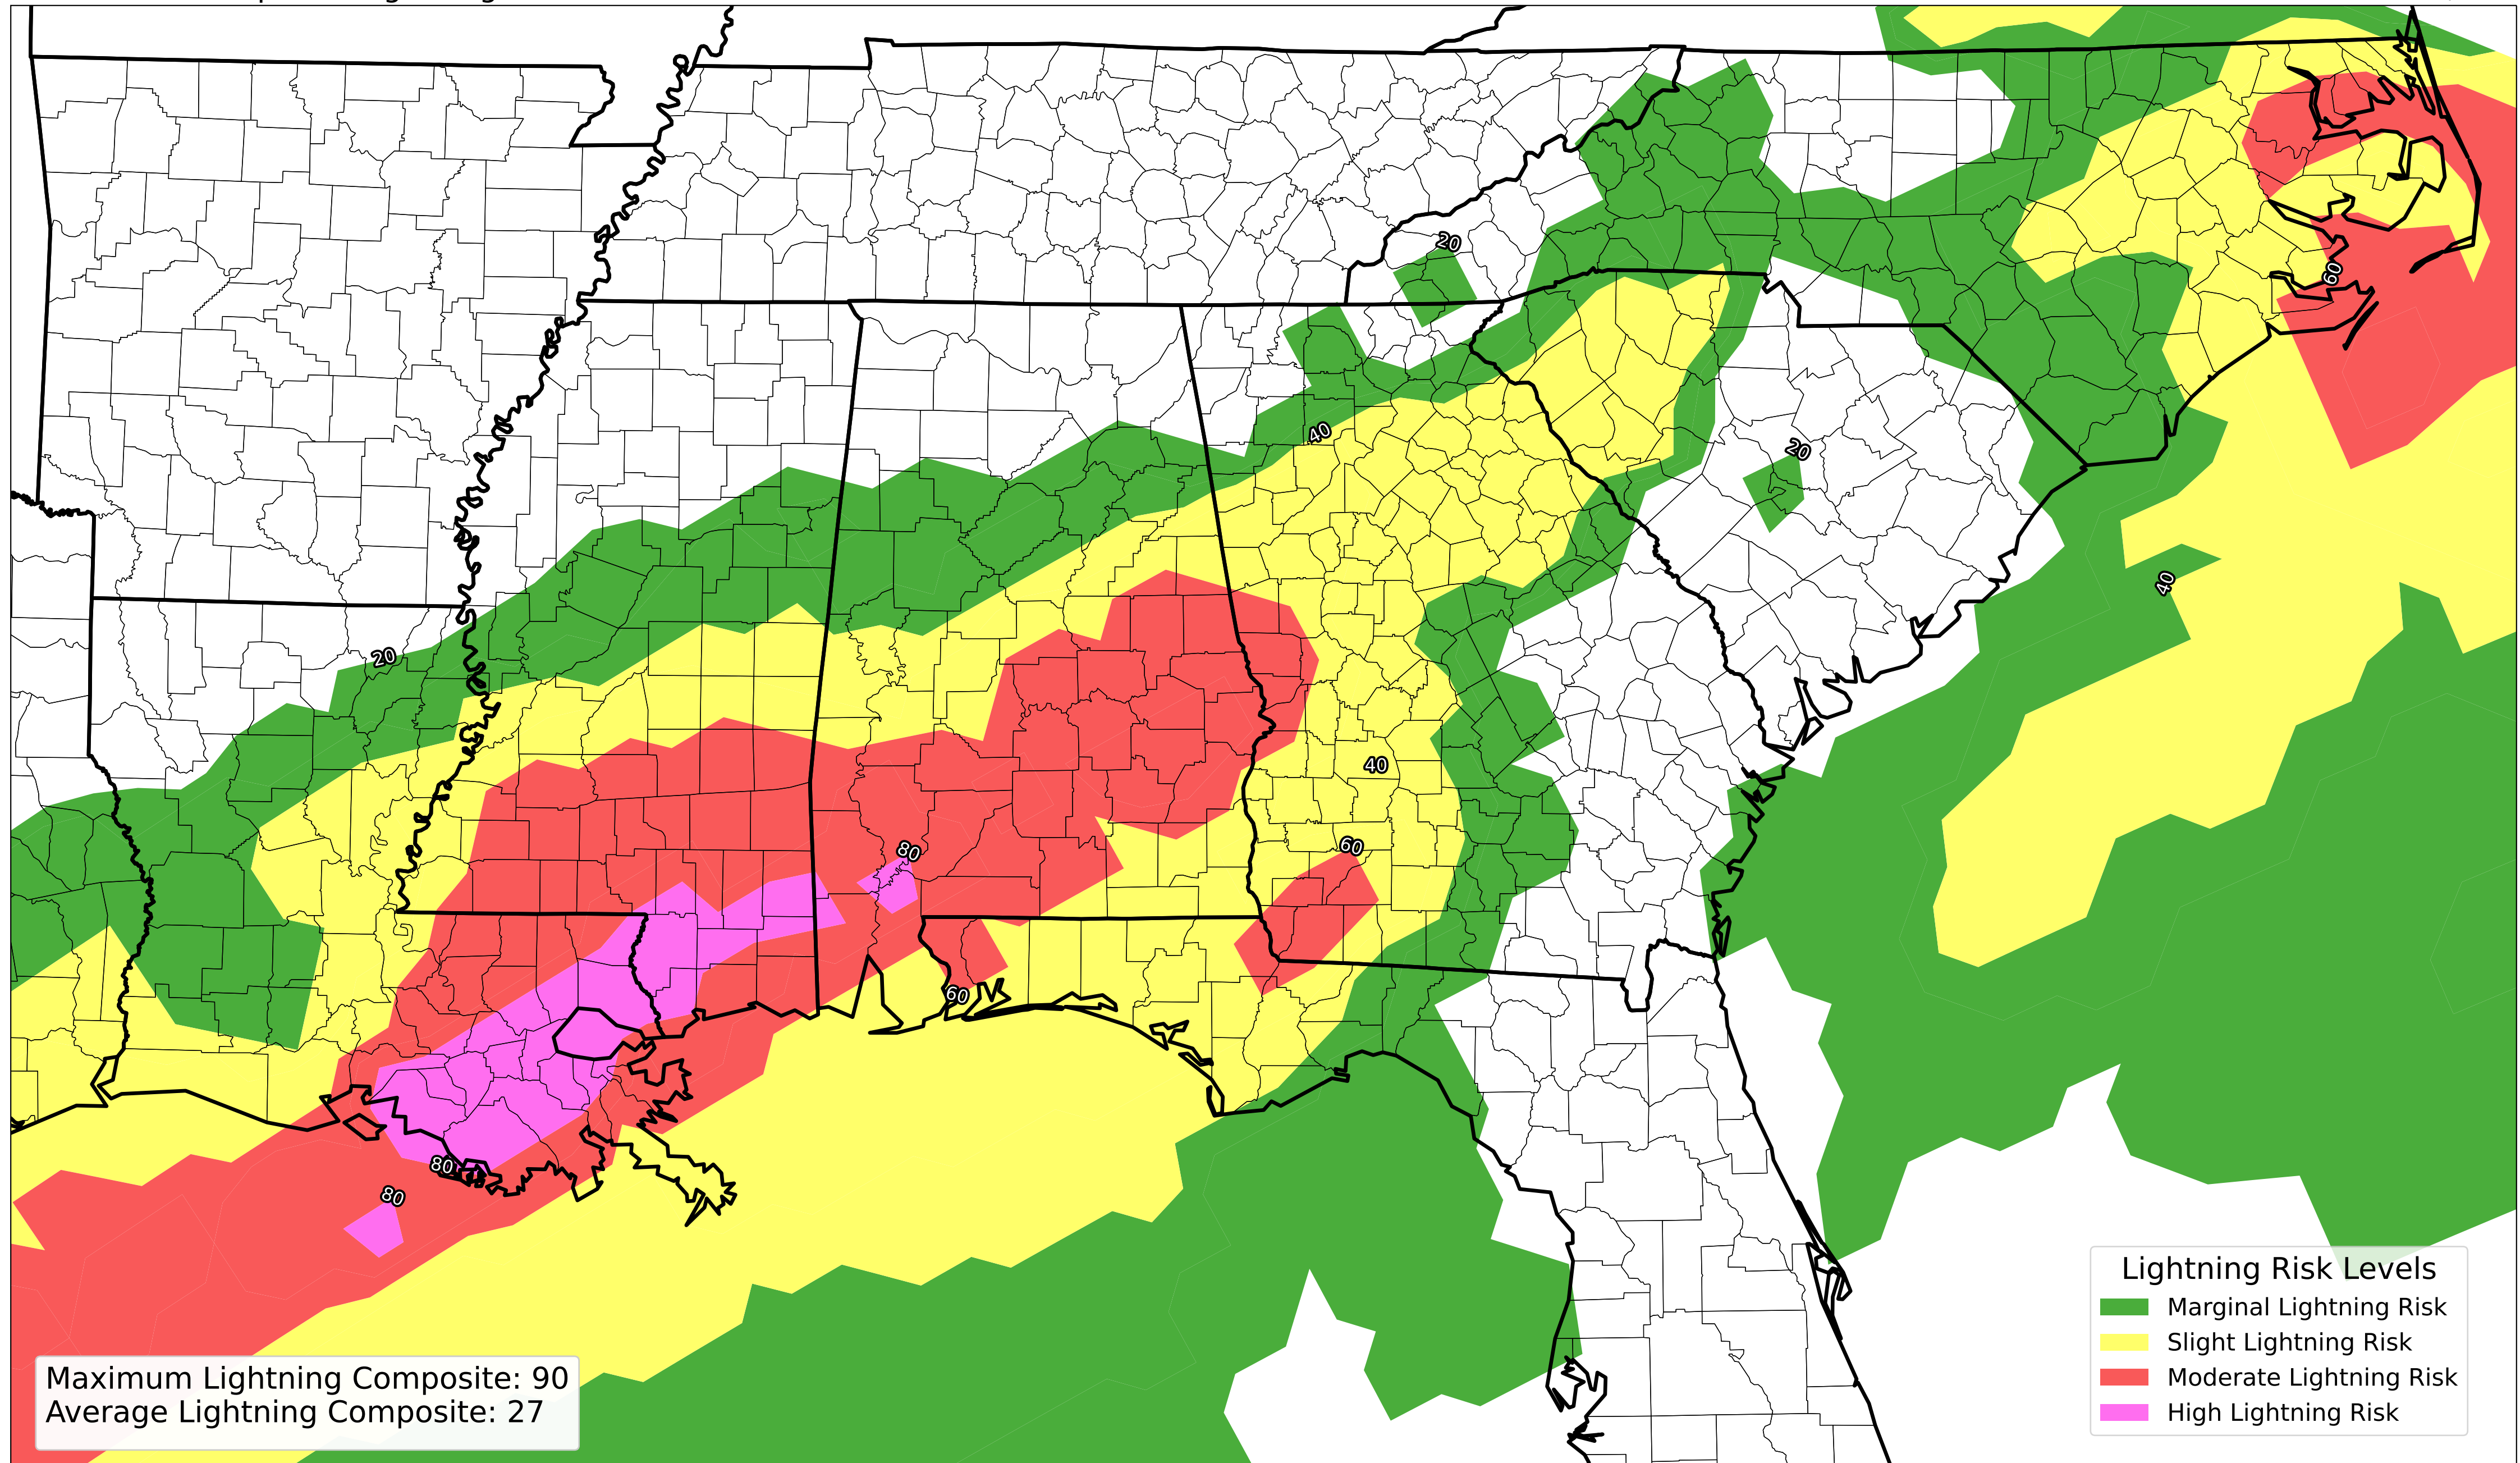 20
40
20
60
40
20
40
80
60
60
80
80
Lightning Risk Levels
Marginal Lightning Risk
Slight Lightning Risk
Moderate Lightning Risk
High Lightning Risk
Maximum Lightning Composite: 90
Average Lightning Composite: 27